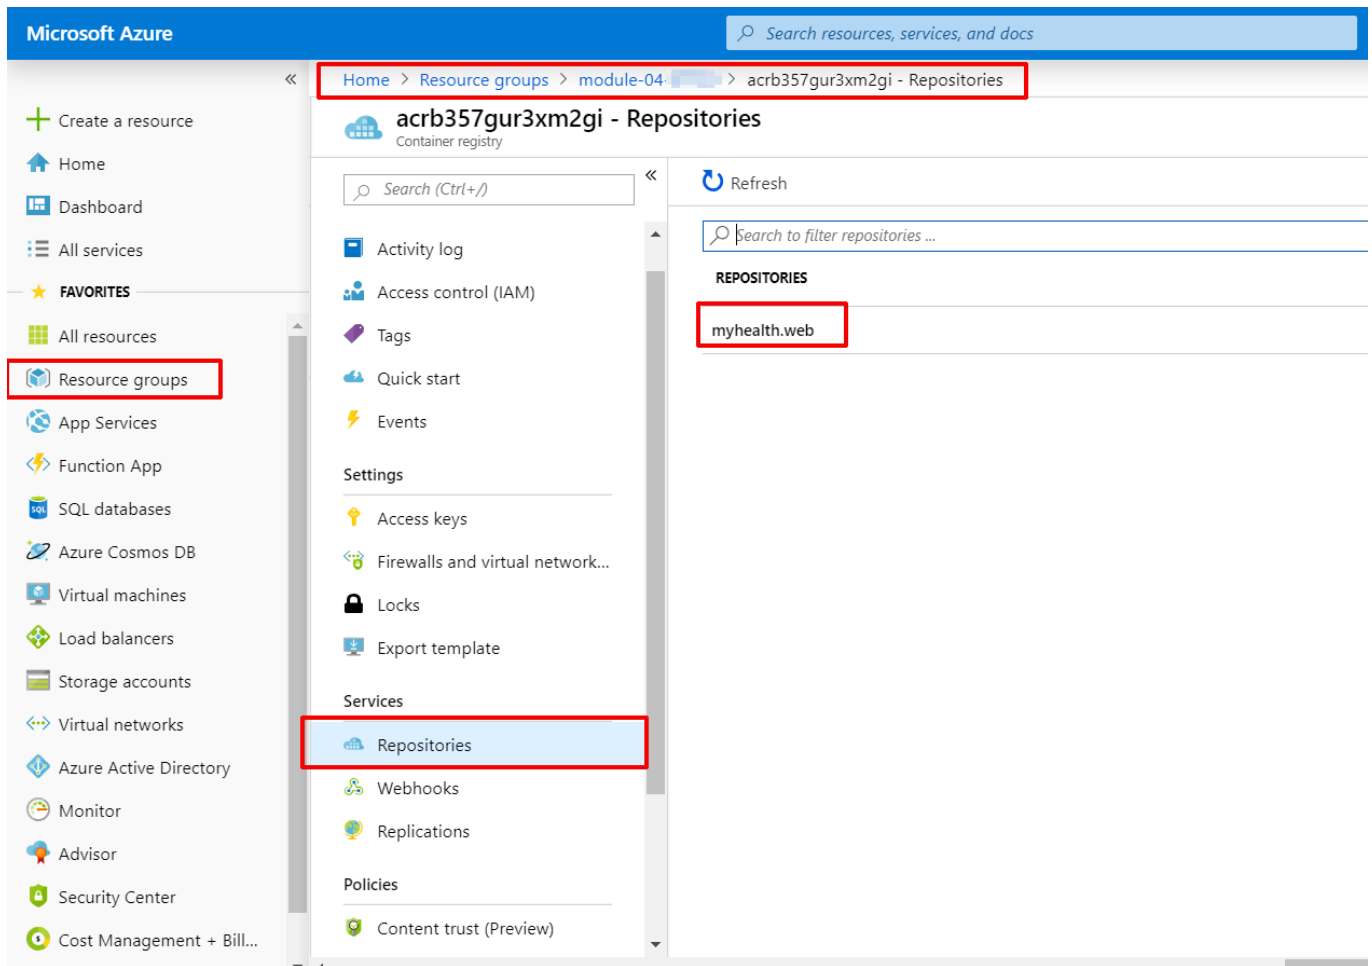 Microsoft Azure
Search resources, services, and docs
Home > Resource groups > module-04- > acrb357gur3xm2gi - Repositories
acrb357gur3xm2gi - Repositories
Container registry
Create a resource
Home
Dashboard
All services
FAVORITES
All resources
Resource groups
App Services
Function App
SQL databases
Azure Cosmos DB
Virtual machines
Load balancers
Storage accounts
Virtual networks
Azure Active Directory
Monitor
Advisor
Security Center
Cost Management + Bill...
Search (Ctrl+/)
Activity log
Access control (IAM)
Tags
Quick start
Events
Settings
Access keys
Firewalls and virtual network...
Locks
Export template
Services
Repositories
Webhooks
Replications
Policies
Content trust (Preview)
Refresh
Search to filter repositories ...
REPOSITORIES
myhealth.web